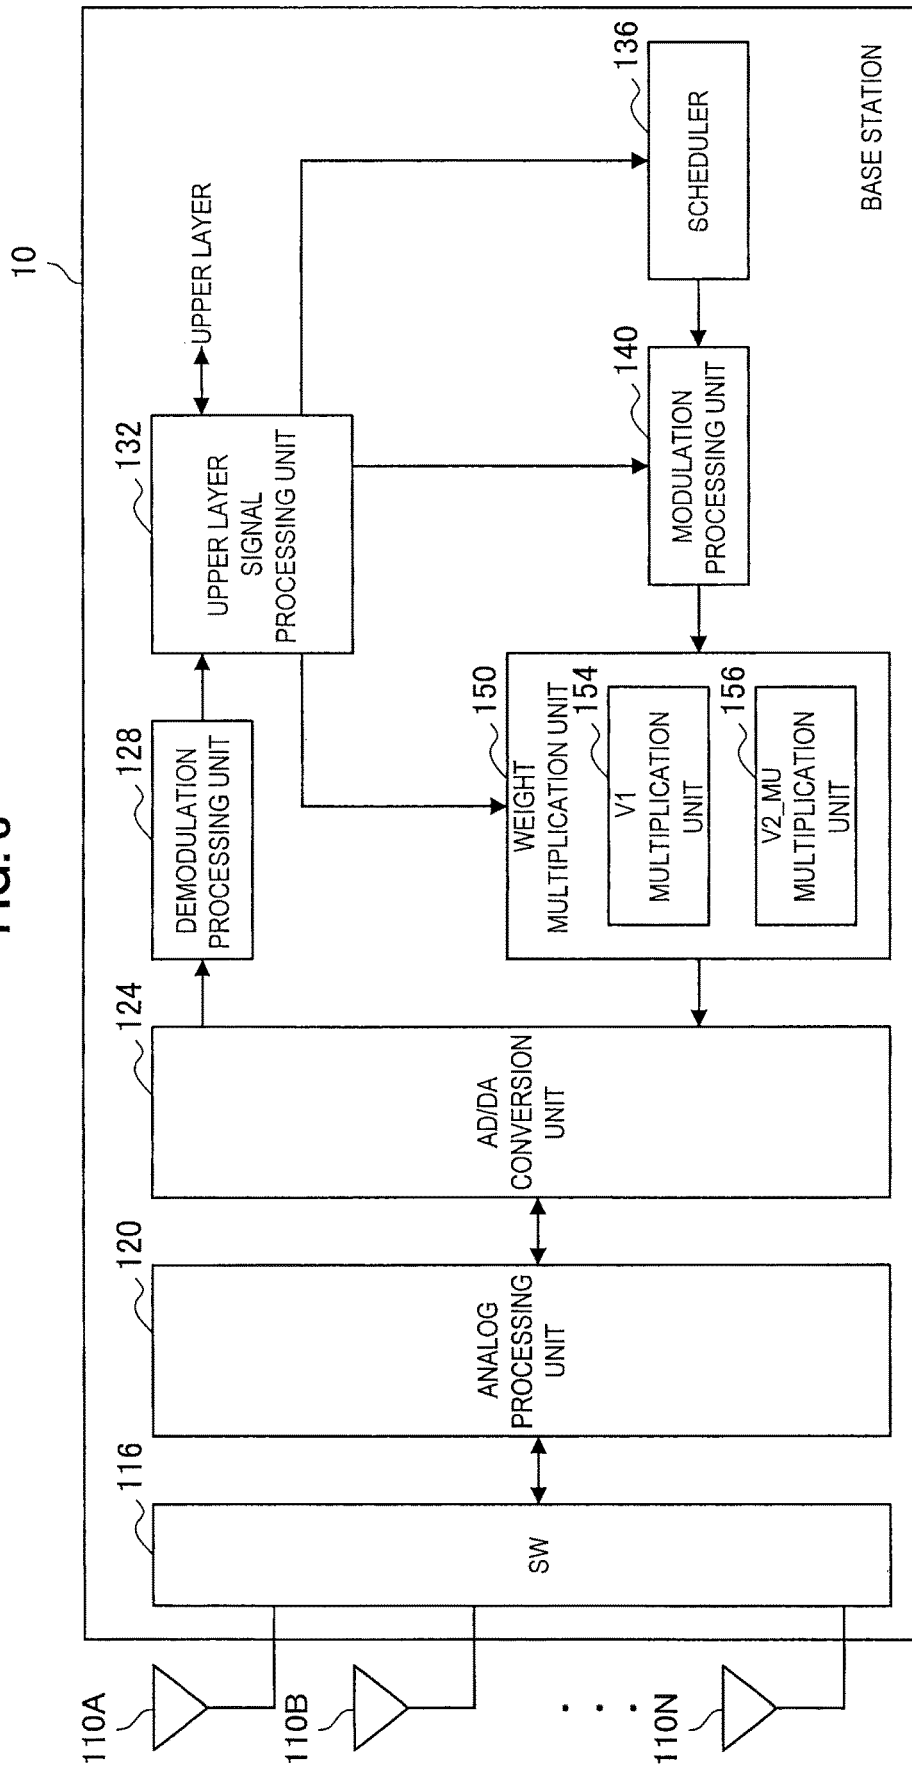 10
BASE STATION
110A
110B
. . .
110N
116
SW
120
ANALOG
PROCESSING
UNIT
124
AD/DA
CONVERSION
UNIT
128
DEMODULATION
PROCESSING UNIT
132
UPPER LAYER
SIGNAL
PROCESSING UNIT
UPPER LAYER
150
WEIGHT
MULTIPLICATION UNIT
154
V1
MULTIPLICATION
UNIT
156
V2_MU
MULTIPLICATION
UNIT
140
MODULATION
PROCESSING UNIT
136
SCHEDULER